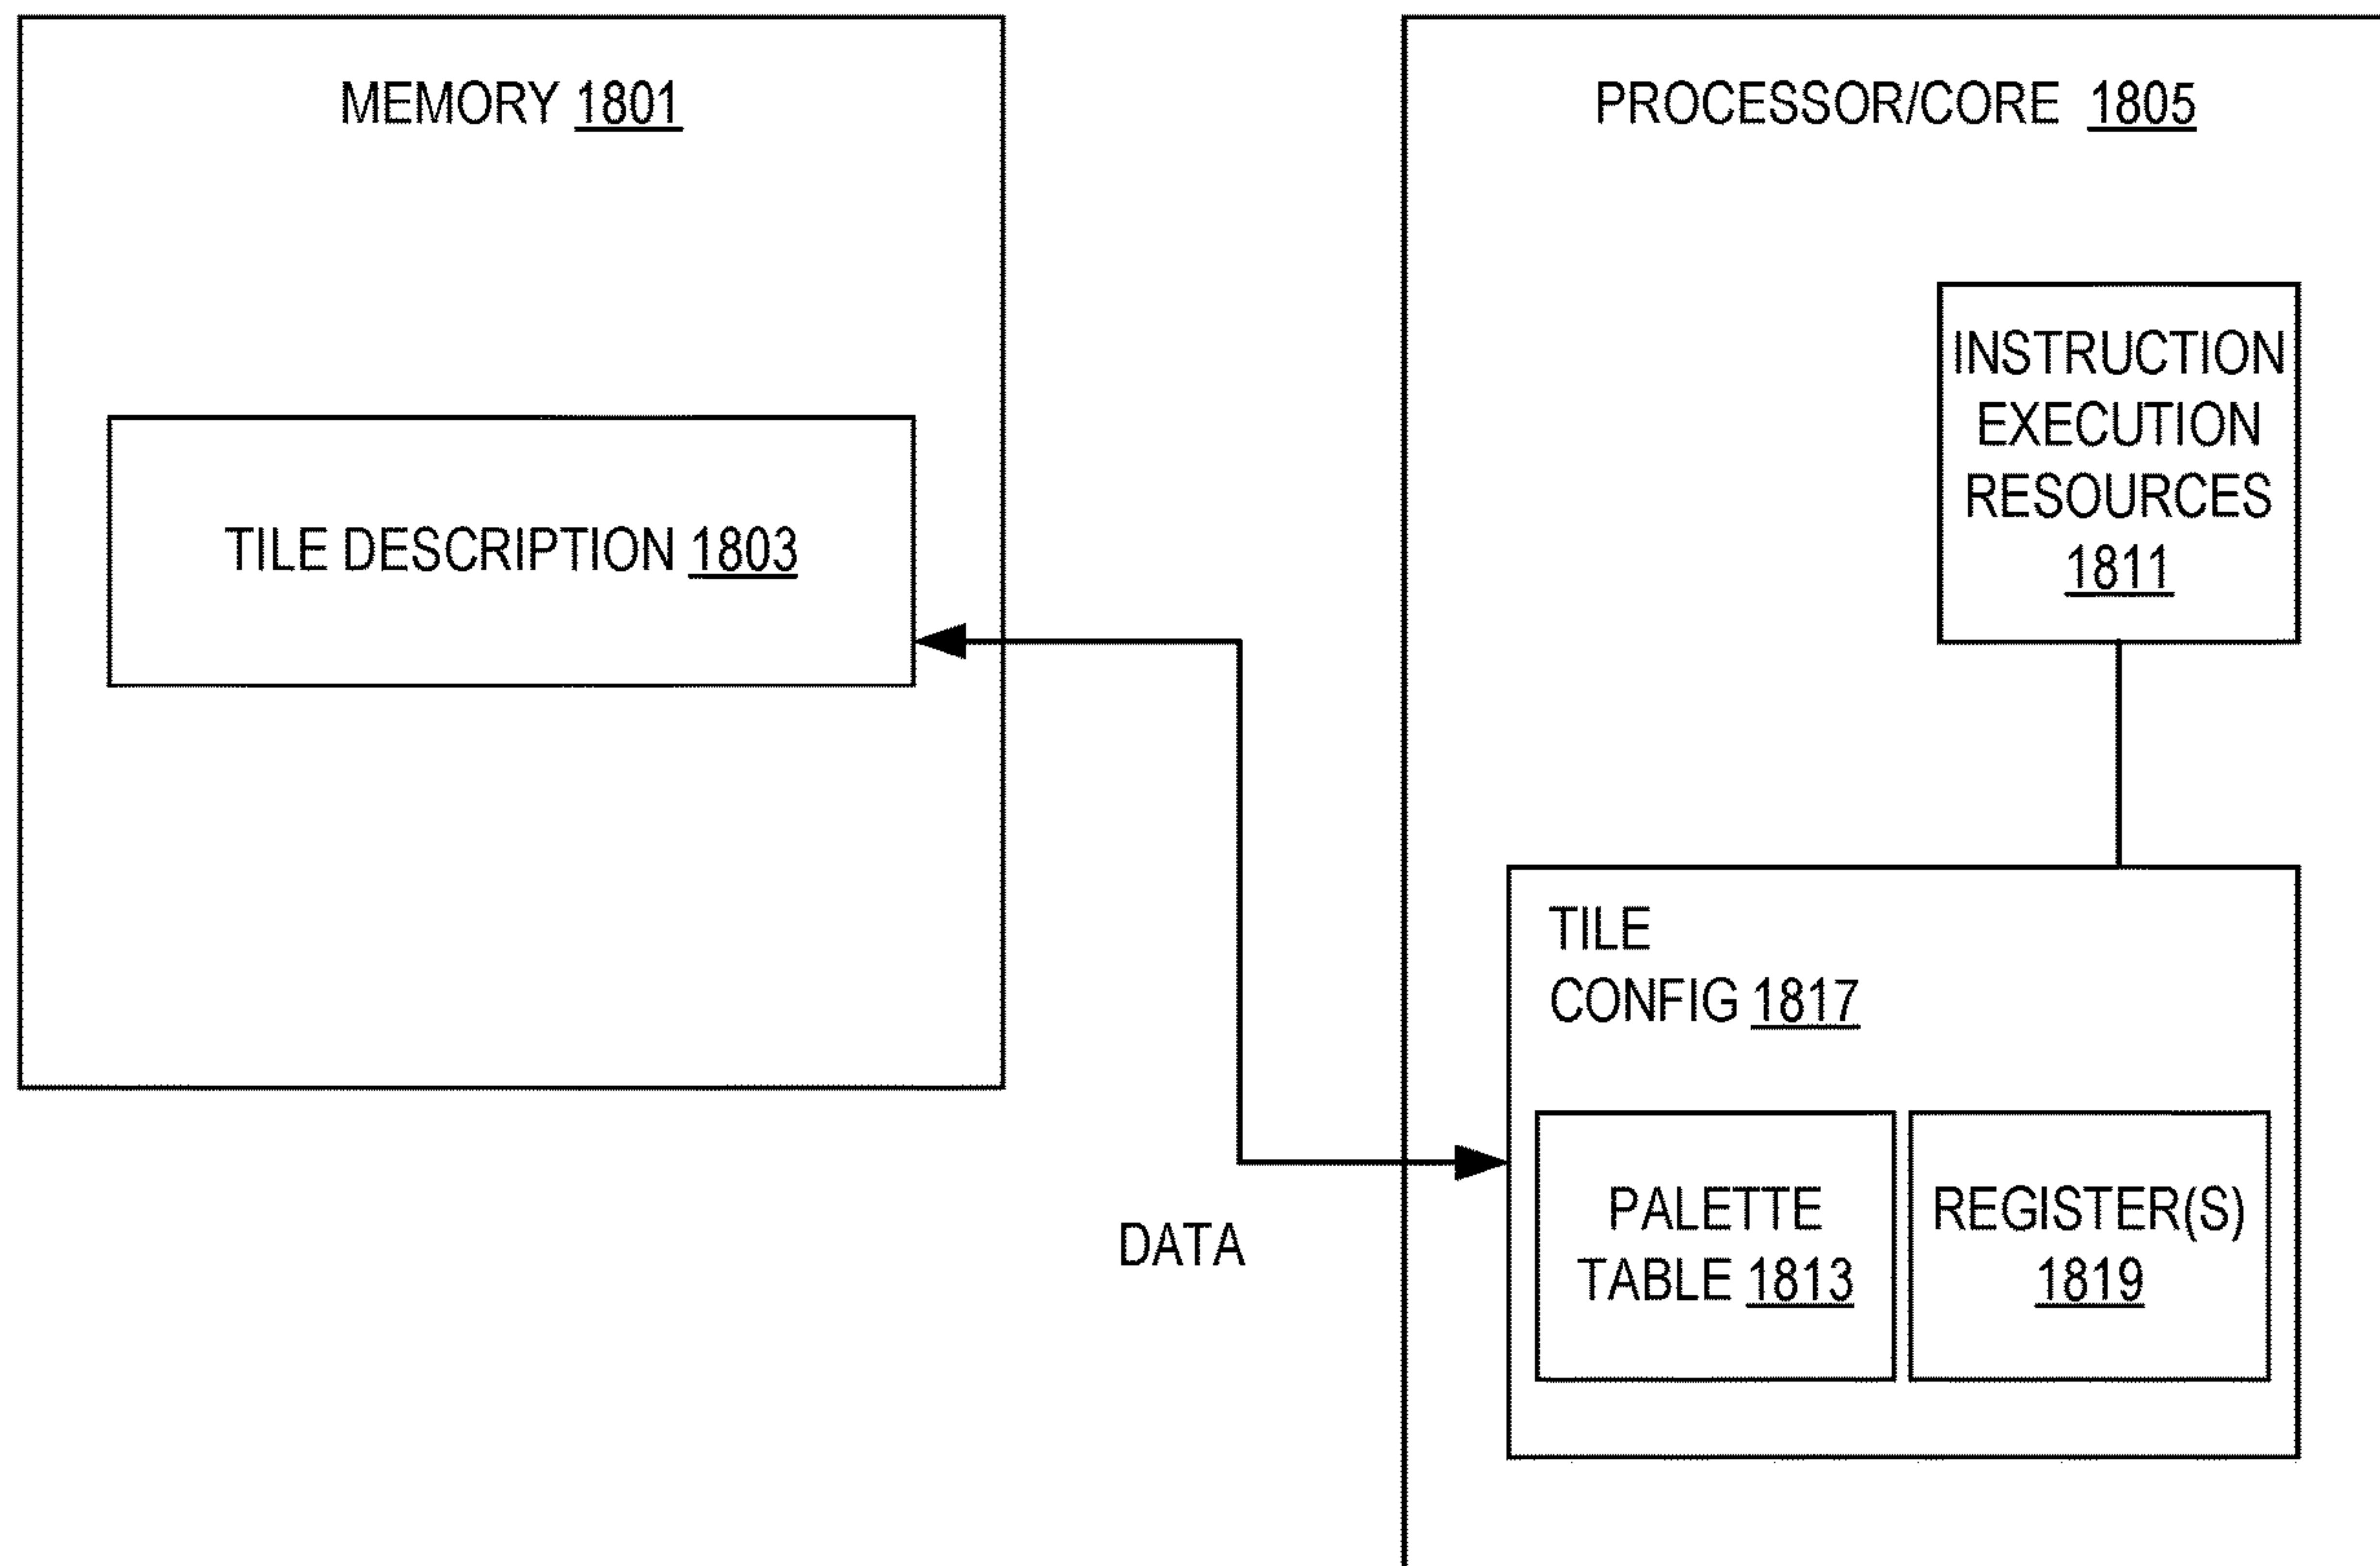 MEMORY 1801
PROCESSOR/CORE 1805
INSTRUCTION
EXECUTION
RESOURCES
1811
TILE DESCRIPTION 1803
TILE
CONFIG 1817
PALETTE
TABLE 1813
REGISTER(S)
1819
DATA